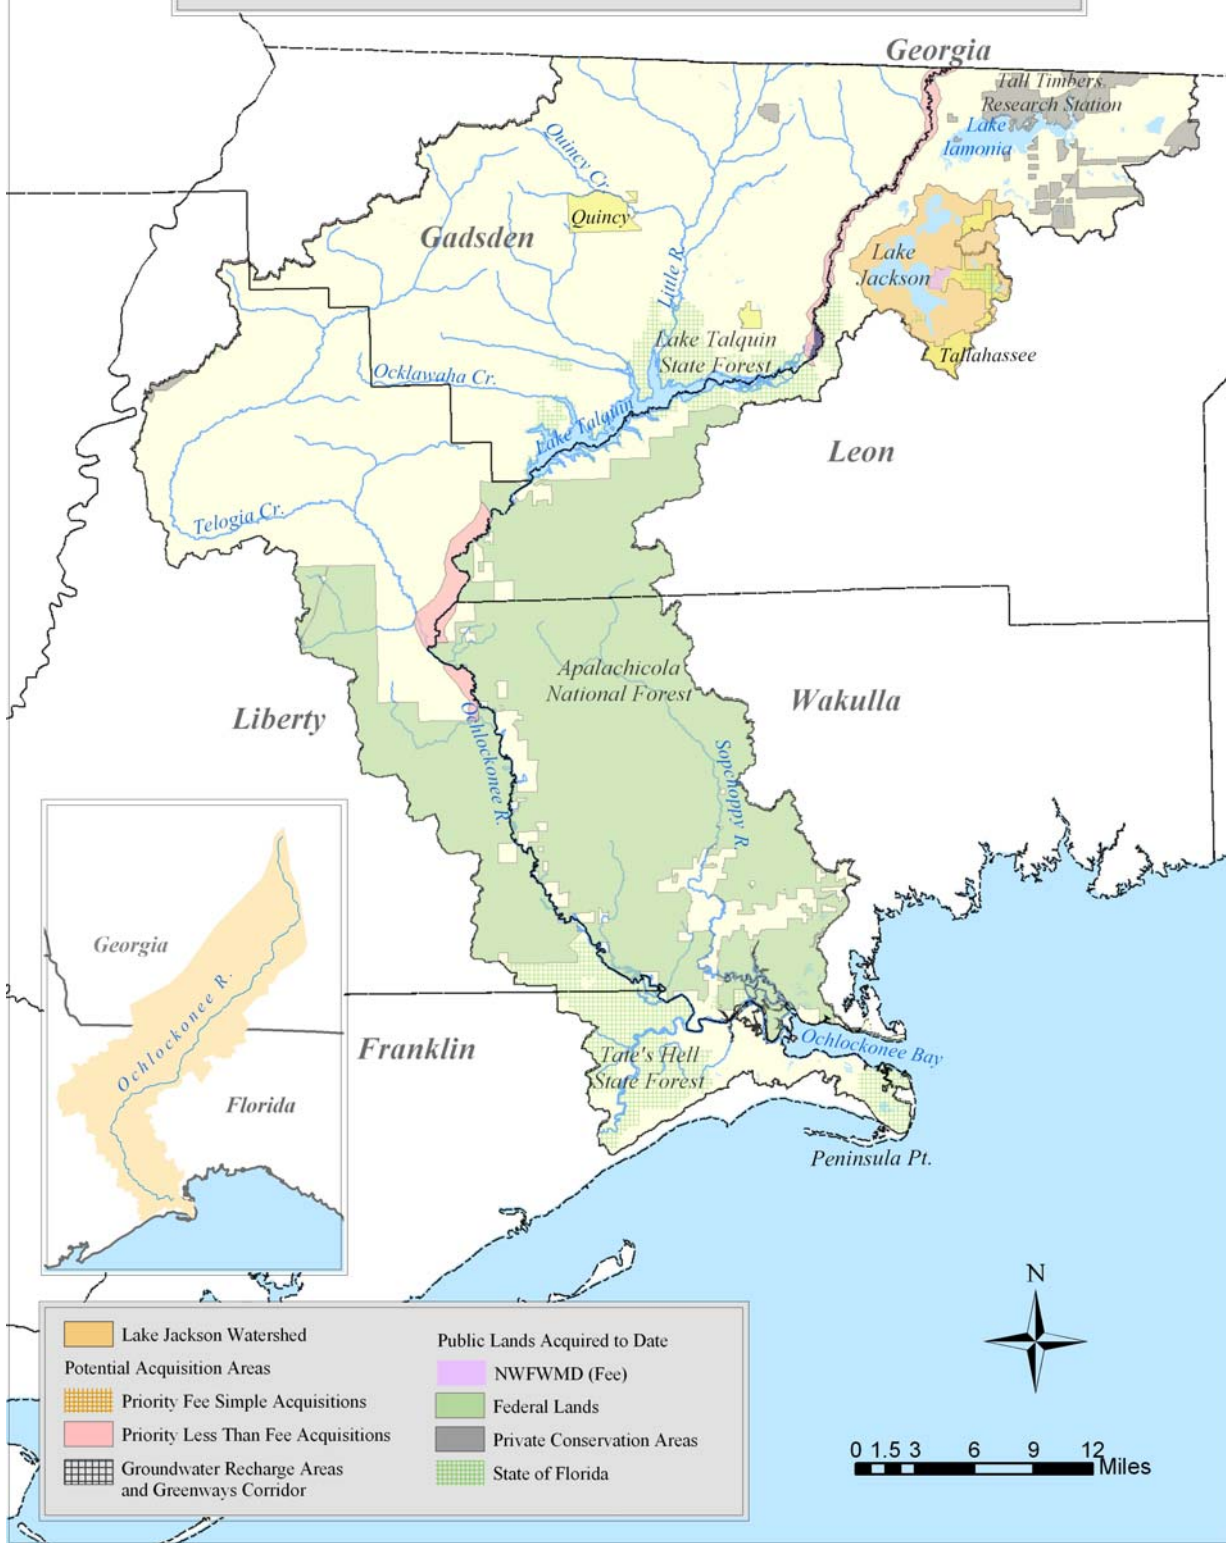 Georgia
Tall Timbers
Research Station
Lake
Iamonia
Quincy Cr.
Quincy
Gadsden
Little R.
Lake
Jackson
Lake Talquin
State Forest
Tallahassee
Ocklawaha Cr.
Lake Talquin
Leon
Telogia Cr.
Apalachicola
National Forest
Wakulla
Liberty
Ochlockonee R.
Sopchoppy R.
Georgia
Ochlockonee R.
Florida
Franklin
Ochlockonee Bay
Tate's Hell
State Forest
Peninsula Pt.
N
Lake Jackson Watershed
Potential Acquisition Areas
Priority Fee Simple Acquisitions
Priority Less Than Fee Acquisitions
Groundwater Recharge Areas
and Greenways Corridor
Public Lands Acquired to Date
NWFWMD (Fee)
Federal Lands
Private Conservation Areas
State of Florida
0 1.5 3 6 9 12
Miles